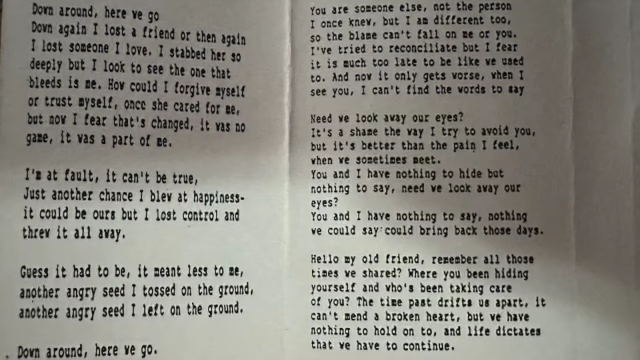 Down around, here we go
Down again I lost a friend or then again
I lost someone I love. I stabbed her so
deeply but I look to see the one that
bleeds is me. How could I forgive myself
or trust myself, once she cared for me,
but now I fear that's changed, it was no
game, it was a part of me.
I'm at fault, it can't be true,
Just another chance I blew at happiness-
it could be ours but I lost control and
threw it all away.
Guess it had to be, it meant less to me,
another angry seed I tossed on the ground,
another angry seed I left on the ground.
Down around, here we go.
You are someone else, not the person
I once knew, but I am different too,
so the blame can't fall on me or you.
I've tried to reconciliate but I fear
it is much too late to be like we used
to. And now it only gets worse, when I
see you, I can't find the words to say
Need we look away our eyes?
It's a shame the way I try to avoid you,
but it's better than the pain I feel,
when we sometimes meet.
You and I have nothing to hide but
nothing to say, need we look away our
eyes?
You and I have nothing to say, nothing
we could say could bring back those days.
Hello my old friend, remember all those
times we shared? Where you been hiding
yourself and who's been taking care
of you? The time past drifts us apart, it
can't mend a broken heart, but we have
nothing to hold on to, and life dictates
that we have to continue.